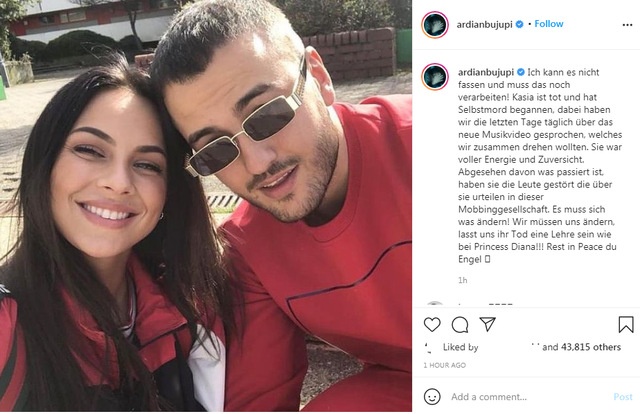 ardianbujupi • Follow
ardianbujupi Ich kann es nicht
fassen und muss das noch
verarbeiten! Kasia ist tot und hat
Selbstmord begannen, dabei haben
wir die letzten Tage täglich über das
neue Musikvideo gesprochen, welches
wir zusammen drehen wollten. Sie war
voller Energie und Zuversicht.
Abgesehen davon was passiert ist,
haben sie die Leute gestört die über
sie urteilen in dieser
Mobbinggesellschaft. Es muss sich
was ändern! Wir müssen uns ändern,
lasst uns ihr Tod eine Lehre sein wie
bei Princess Diana!!! Rest in Peace du
Engel
1h
Liked by and 43,815 others
1 HOUR AGO
Add a comment... Post